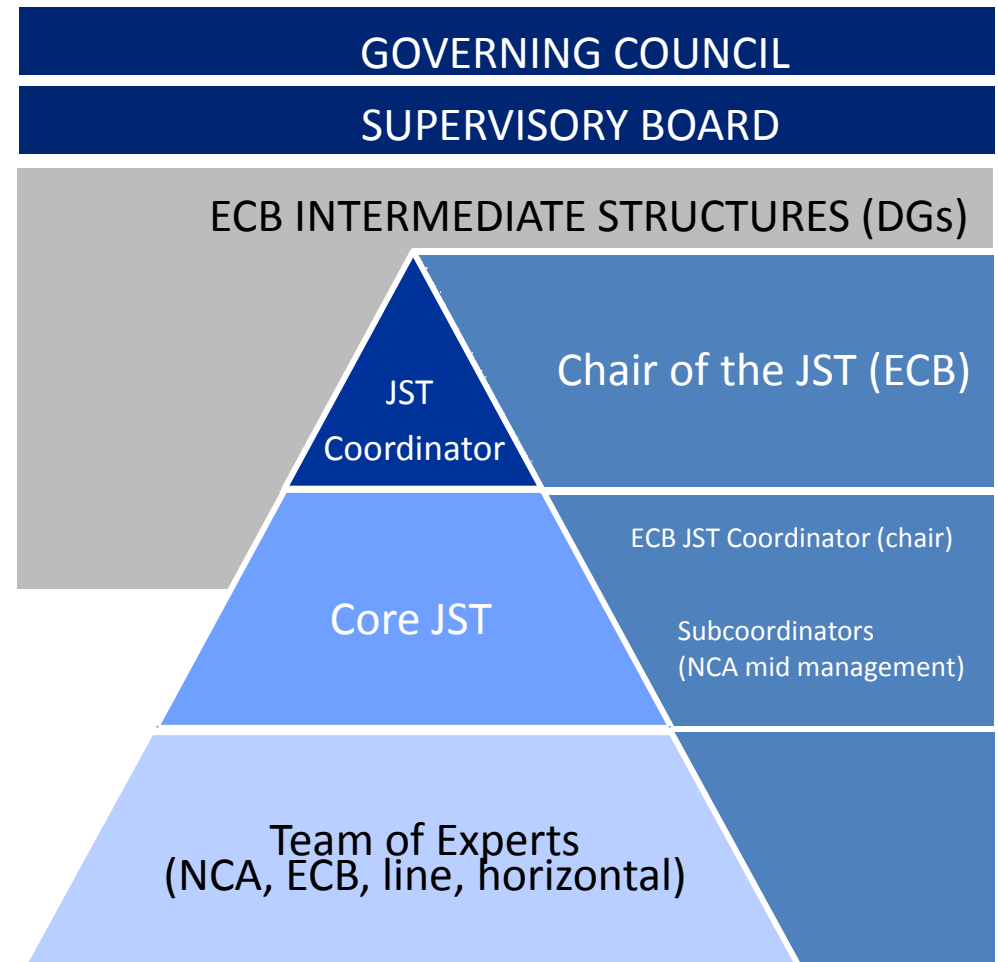 GOVERNING COUNCIL
SUPERVISORY BOARD
ECB INTERMEDIATE STRUCTURES (DGs)
JST
Coordinator
Chair of the JST (ECB)
Core JST
ECB JST Coordinator (chair)
Subcoordinators
(NCA mid management)
Team of Experts
(NCA, ECB, line, horizontal)